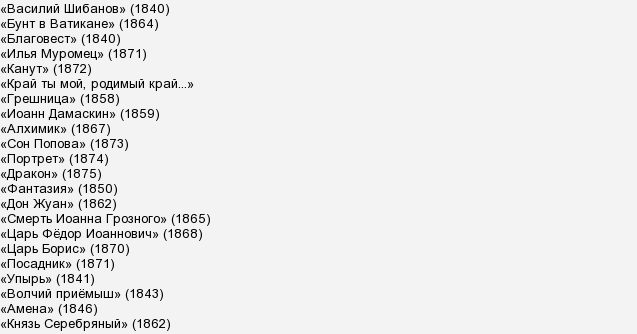 «Василий Шибанов» (1840)
«Бунт в Ватикане» (1864)
«Благовест» (1840)
«Илья Муромец» (1871)
«Канут» (1872)
«Край ты мой, родимый край...»
«Грешница» (1858)
«Иоанн Дамаскин» (1859)
«Алхимик» (1867)
«Сон Попова» (1873)
«Портрет» (1874)
«Дракон» (1875)
«Фантазия» (1850)
«Дон Жуан» (1862)
«Смерть Иоанна Грозного» (1865)
«Царь Фёдор Иоаннович» (1868)
«Царь Борис» (1870)
«Посадник» (1871)
«Упырь» (1841)
«Волчий приёмыш» (1843)
«Амена» (1846)
«Князь Серебряный» (1862)